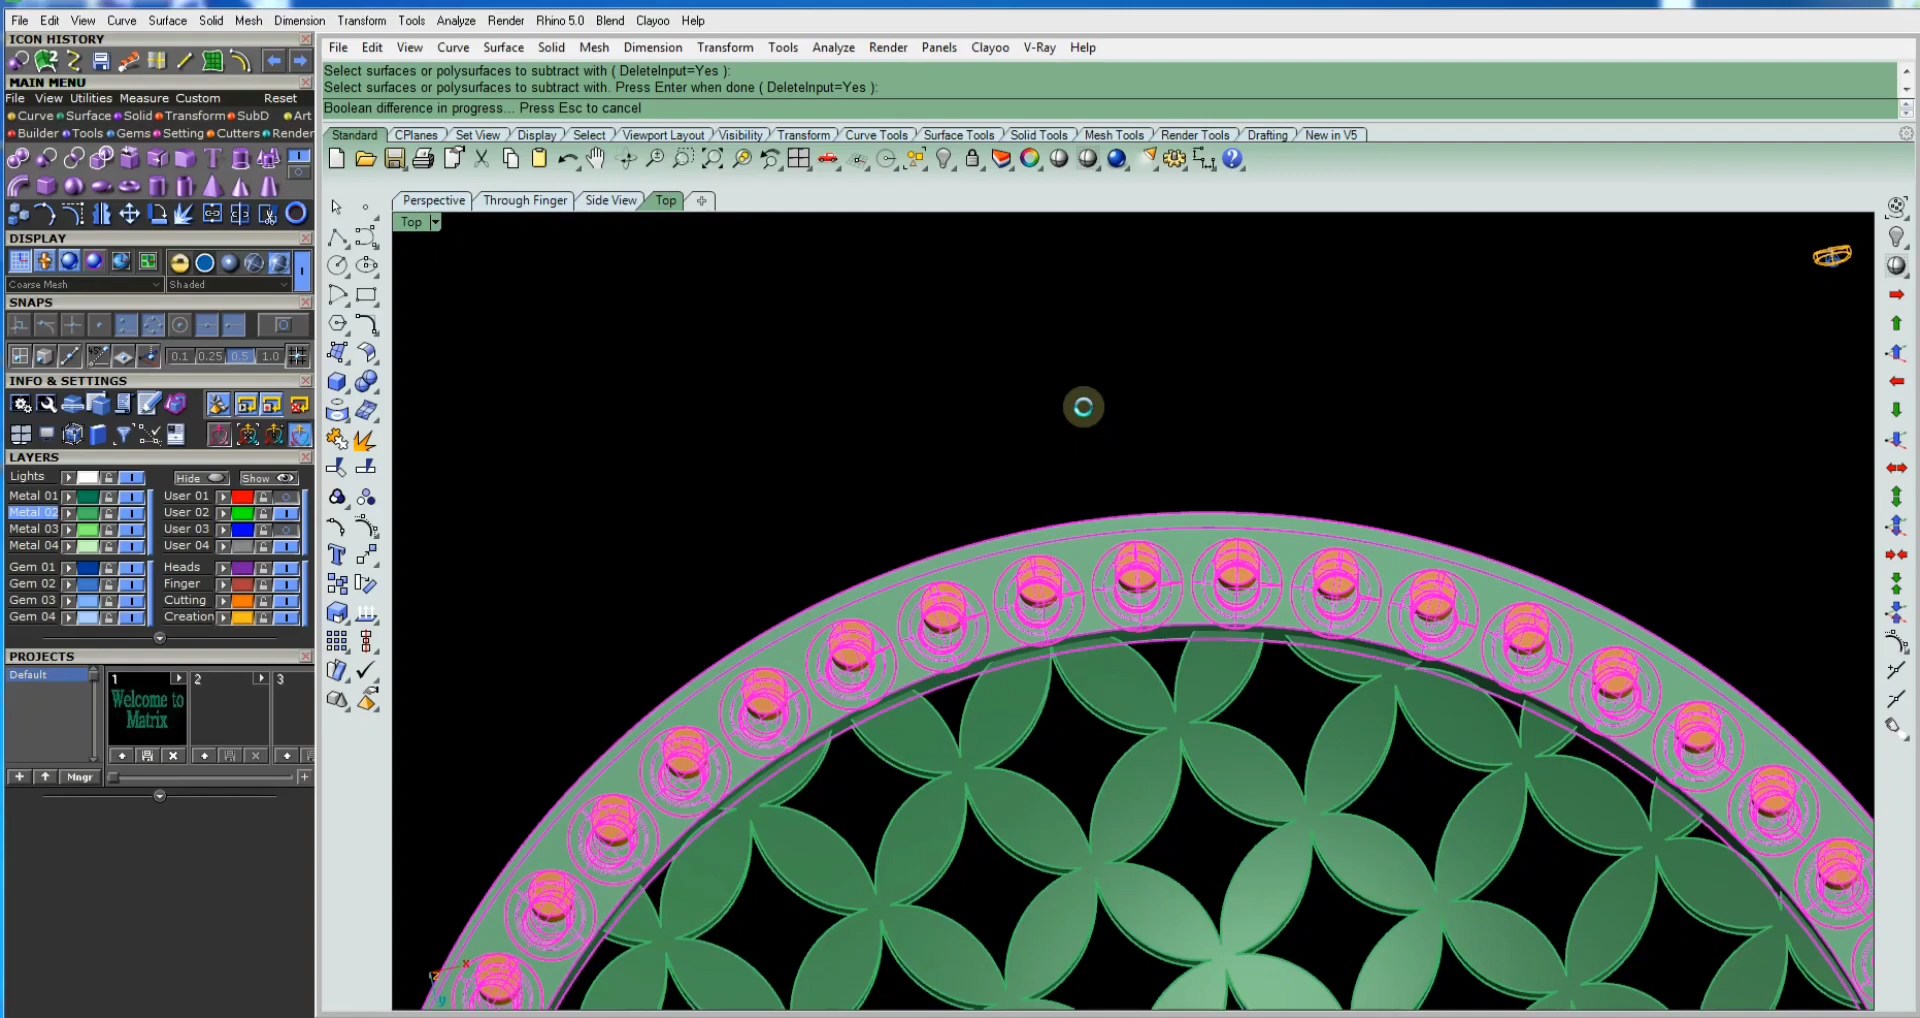 File Edit View Curve Surface Solid Mesh Dimension Transform Tools Analyze Render Rhino 5.0 Blend Clayoo Help
ICON HISTORY
MAIN MENU
File View Utilities Measure Custom Reset
Curve Surface Solid Transform SubD Art
Builder Tools Gems Setting Cutters Render
DISPLAY
Coarse Mesh Shaded
SNAPS
0.1 0.25 0.5 1.0
INFO & SETTINGS
LAYERS
Lights Hide Show
Metal 01 User 01
Metal 02 User 02
Metal 03 User 03
Metal 04 User 04
Gem 01 Heads
Gem 02 Finger
Gem 03 Cutting
Gem 04 Creation
PROJECTS
Default 1 2 3
Welcome to
Matrix
Mngr
File Edit View Curve Surface Solid Mesh Dimension Transform Tools Analyze Render Panels Clayoo V-Ray Help
Select surfaces or polysurfaces to subtract with ( DeleteInput=Yes ):
Select surfaces or polysurfaces to subtract with. Press Enter when done ( DeleteInput=Yes ):
Boolean difference in progress... Press Esc to cancel
Standard CPlanes Set View Display Select Viewport Layout Visibility Transform Curve Tools Surface Tools Solid Tools Mesh Tools Render Tools Drafting New in V5
Perspective Through Finger Side View Top
Top
z x
y